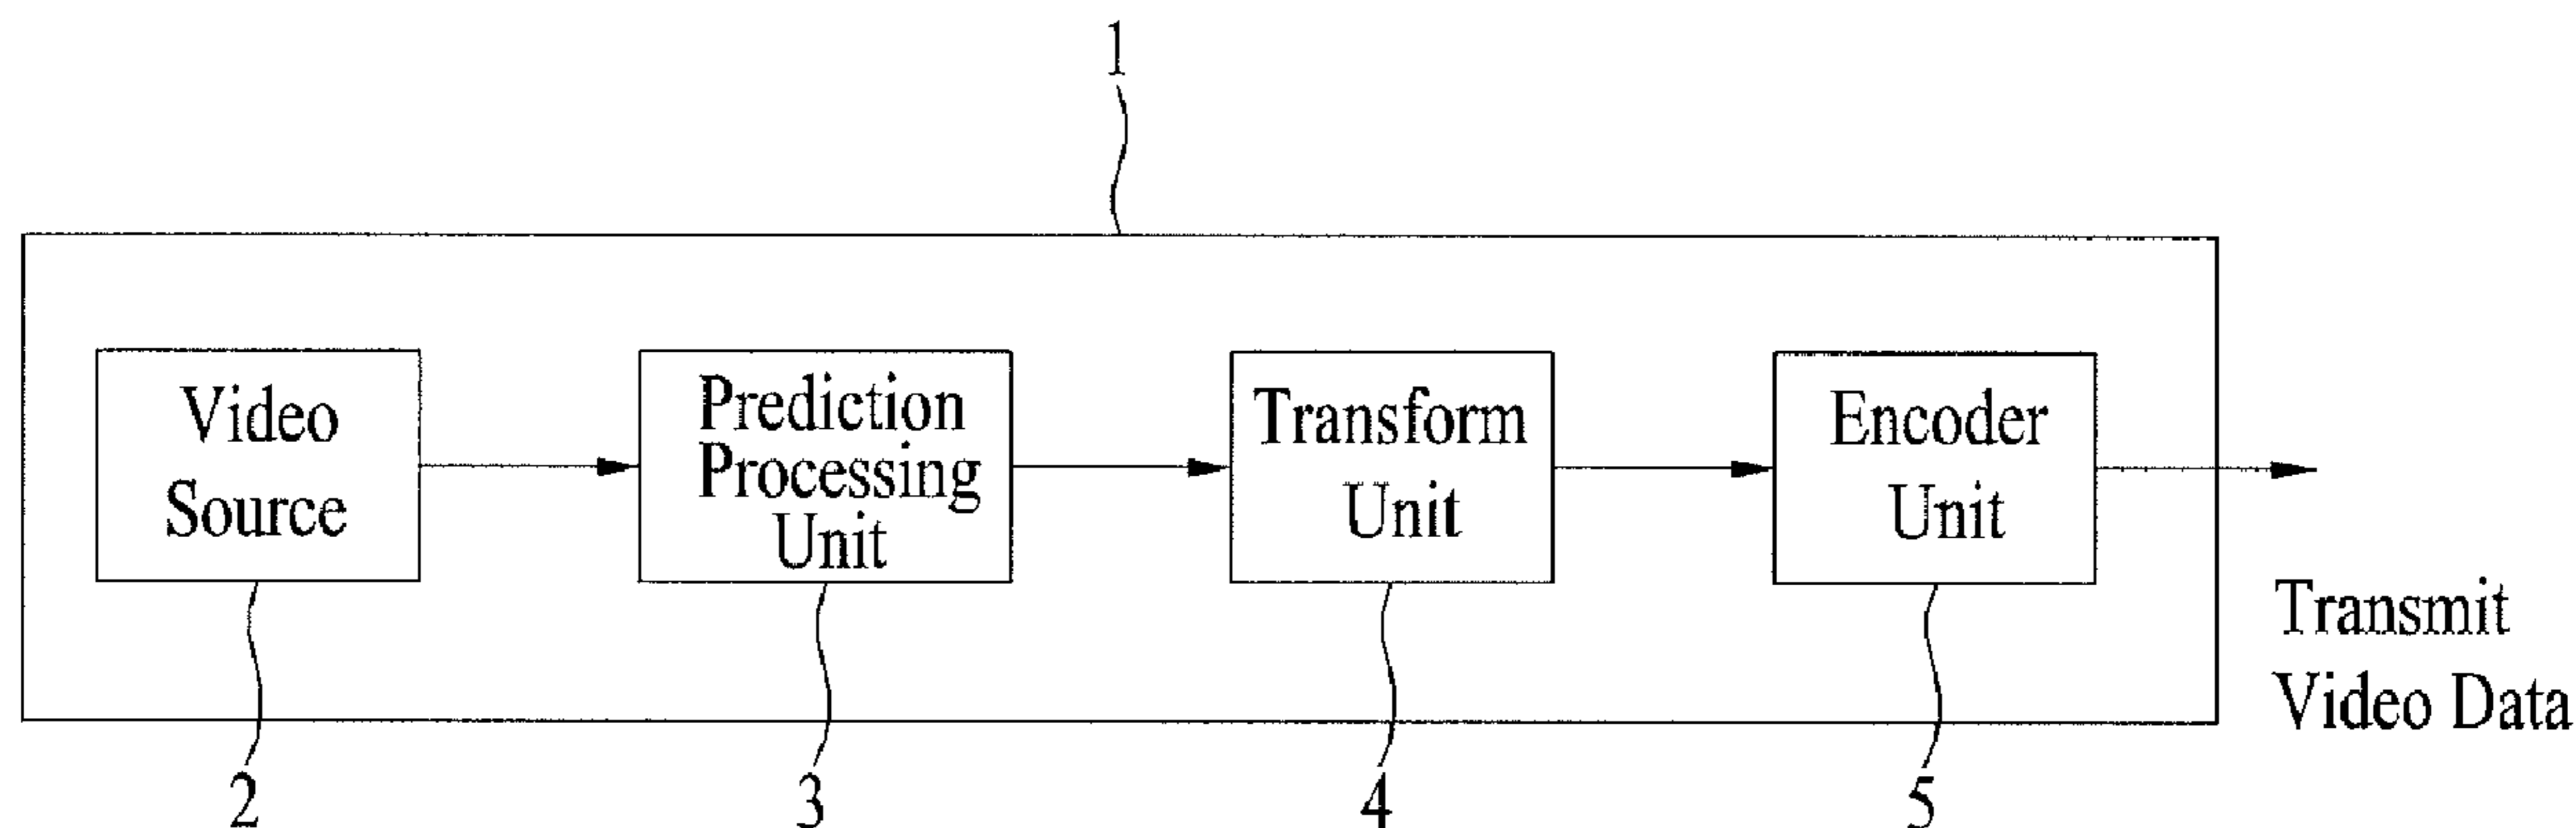 1
Video
Source
Prediction
Processing
Unit
Transform
Unit
Encoder
Unit
Transmit
Video Data
2
3
4
5